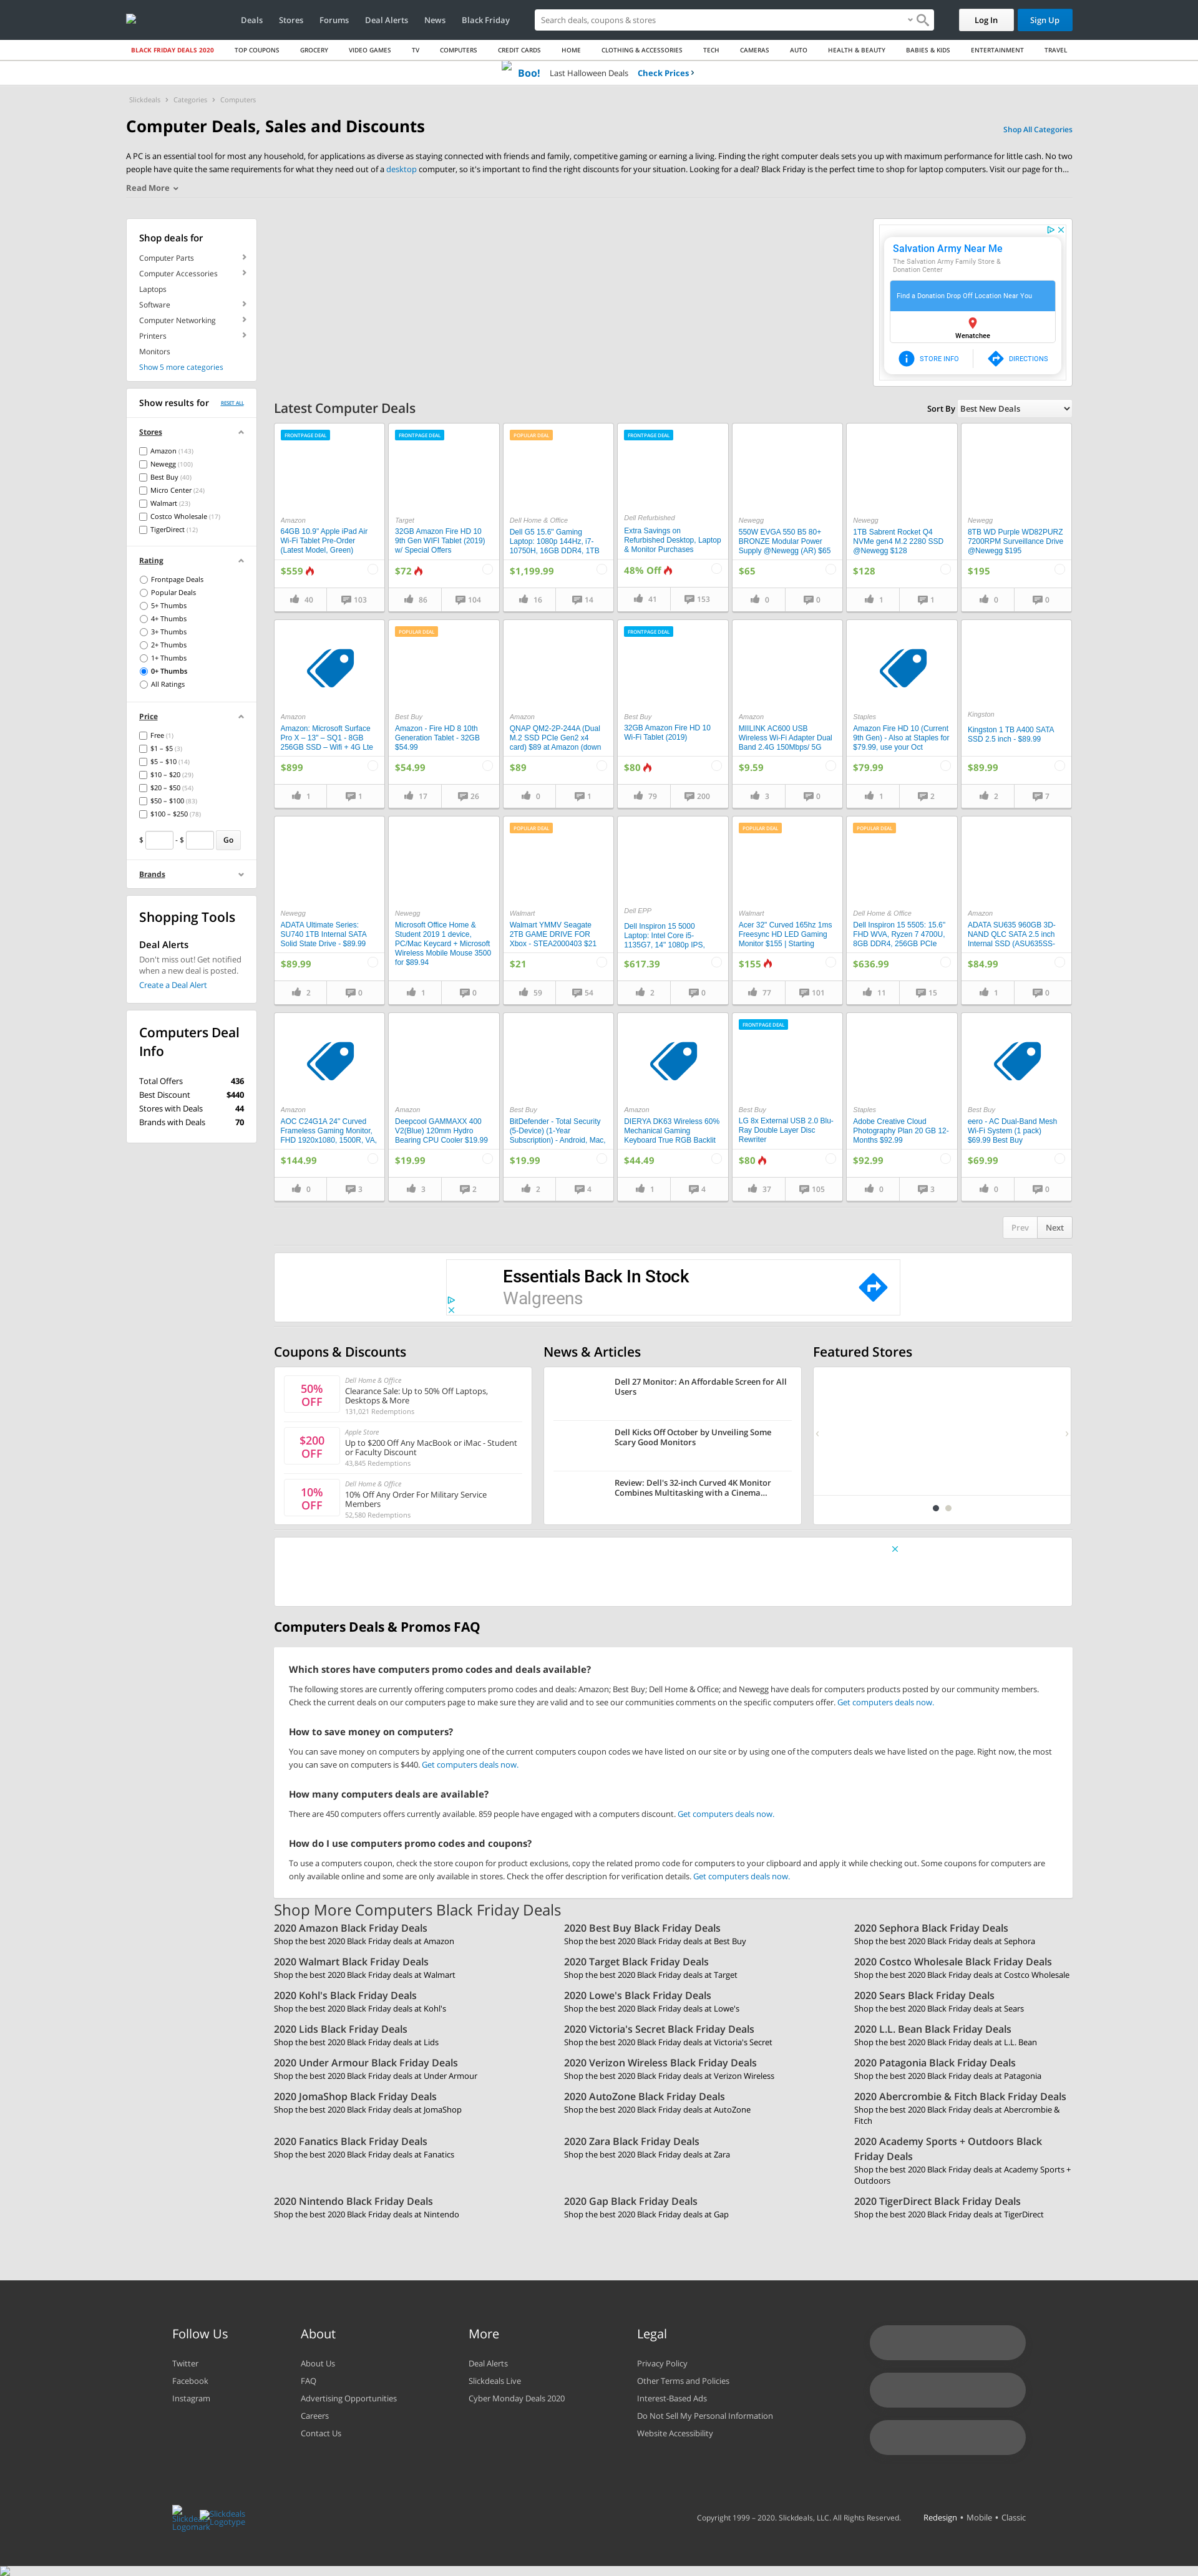 Deals Stores Forums Deal Alerts News Black Friday
Search deals, coupons & stores
Log In Sign Up
BLACK FRIDAY DEALS 2020 TOP COUPONS GROCERY VIDEO GAMES TV COMPUTERS CREDIT CARDS HOME CLOTHING & ACCESSORIES TECH CAMERAS AUTO HEALTH & BEAUTY BABIES & KIDS ENTERTAINMENT TRAVEL
Boo! Last Halloween Deals Check Prices
Slickdeals > Categories > Computers
Computer Deals, Sales and Discounts
Shop All Categories
A PC is an essential tool for most any household, for applications as diverse as staying connected with friends and family, competitive gaming or earning a living. Finding the right computer deals sets you up with maximum performance for little cash. No two
people have quite the same requirements for what they need out of a desktop computer, so it's important to find the right discounts for your situation. Looking for a deal? Black Friday is the perfect time to shop for laptop computers. Visit our page for th...
Read More
Shop deals for
Computer Parts
Computer Accessories
Laptops
Software
Computer Networking
Printers
Monitors
Show 5 more categories
Salvation Army Near Me
The Salvation Army Family Store &
Donation Center
Find a Donation Drop Off Location Near You
Wenatchee
STORE INFO DIRECTIONS
Show results for RESET ALL
Stores
Amazon (143)
Newegg (100)
Best Buy (40)
Micro Center (24)
Walmart (23)
Costco Wholesale (17)
TigerDirect (12)
Rating
Frontpage Deals
Popular Deals
5+ Thumbs
4+ Thumbs
3+ Thumbs
2+ Thumbs
1+ Thumbs
0+ Thumbs
All Ratings
Price
Free (1)
$1 – $5 (3)
$5 – $10 (14)
$10 – $20 (29)
$20 – $50 (54)
$50 – $100 (83)
$100 – $250 (78)
$ - $ Go
Brands
Shopping Tools
Deal Alerts
Don't miss out! Get notified
when a new deal is posted.
Create a Deal Alert
Computers Deal
Info
Total Offers 436
Best Discount $440
Stores with Deals 44
Brands with Deals 70
Latest Computer Deals
Sort By Best New Deals
FRONTPAGE DEAL
Amazon
64GB 10.9" Apple iPad Air
Wi-Fi Tablet Pre-Order
(Latest Model, Green)
$559
40 103
FRONTPAGE DEAL
Target
32GB Amazon Fire HD 10
9th Gen WIFI Tablet (2019)
w/ Special Offers
$72
86 104
POPULAR DEAL
Dell Home & Office
Dell G5 15.6" Gaming
Laptop: 1080p 144Hz, i7-
10750H, 16GB DDR4, 1TB
$1,199.99
16 14
FRONTPAGE DEAL
Dell Refurbished
Extra Savings on
Refurbished Desktop, Laptop
& Monitor Purchases
48% Off
41 153
Newegg
550W EVGA 550 B5 80+
BRONZE Modular Power
Supply @Newegg (AR) $65
$65
0 0
Newegg
1TB Sabrent Rocket Q4
NVMe gen4 M.2 2280 SSD
@Newegg $128
$128
1 1
Newegg
8TB WD Purple WD82PURZ
7200RPM Surveillance Drive
@Newegg $195
$195
0 0
Amazon
Amazon: Microsoft Surface
Pro X – 13" – SQ1 - 8GB
256GB SSD – Wifi + 4G Lte
$899
1 1
POPULAR DEAL
Best Buy
Amazon - Fire HD 8 10th
Generation Tablet - 32GB
$54.99
$54.99
17 26
Amazon
QNAP QM2-2P-244A (Dual
M.2 SSD PCIe Gen2 x4
card) $89 at Amazon (down
$89
0 1
FRONTPAGE DEAL
Best Buy
32GB Amazon Fire HD 10
Wi-Fi Tablet (2019)
$80
79 200
Amazon
MIILINK AC600 USB
Wireless Wi-Fi Adapter Dual
Band 2.4G 150Mbps/ 5G
$9.59
3 0
Staples
Amazon Fire HD 10 (Current
9th Gen) - Also at Staples for
$79.99, use your Oct
$79.99
1 2
Kingston
Kingston 1 TB A400 SATA
SSD 2.5 inch - $89.99
$89.99
2 7
Newegg
ADATA Ultimate Series:
SU740 1TB Internal SATA
Solid State Drive - $89.99
$89.99
2 0
Newegg
Microsoft Office Home &
Student 2019 1 device,
PC/Mac Keycard + Microsoft
Wireless Mobile Mouse 3500
for $89.94
1 0
POPULAR DEAL
Walmart
Walmart YMMV Seagate
2TB GAME DRIVE FOR
Xbox - STEA2000403 $21
$21
59 54
Dell EPP
Dell Inspiron 15 5000
Laptop: Intel Core i5-
1135G7, 14" 1080p IPS,
$617.39
2 0
POPULAR DEAL
Walmart
Acer 32" Curved 165hz 1ms
Freesync HD LED Gaming
Monitor $155 | Starting
$155
77 101
POPULAR DEAL
Dell Home & Office
Dell Inspiron 15 5505: 15.6"
FHD WVA, Ryzen 7 4700U,
8GB DDR4, 256GB PCIe
$636.99
11 15
Amazon
ADATA SU635 960GB 3D-
NAND QLC SATA 2.5 inch
Internal SSD (ASU635SS-
$84.99
1 0
Amazon
AOC C24G1A 24" Curved
Frameless Gaming Monitor,
FHD 1920x1080, 1500R, VA,
$144.99
0 3
Amazon
Deepcool GAMMAXX 400
V2(Blue) 120mm Hydro
Bearing CPU Cooler $19.99
$19.99
3 2
Best Buy
BitDefender - Total Security
(5-Device) (1-Year
Subscription) - Android, Mac,
$19.99
2 4
Amazon
DIERYA DK63 Wireless 60%
Mechanical Gaming
Keyboard True RGB Backlit
$44.49
1 4
FRONTPAGE DEAL
Best Buy
LG 8x External USB 2.0 Blu-
Ray Double Layer Disc
Rewriter
$80
37 105
Staples
Adobe Creative Cloud
Photography Plan 20 GB 12-
Months $92.99
$92.99
0 3
Best Buy
eero - AC Dual-Band Mesh
Wi-Fi System (1 pack)
$69.99 Best Buy
$69.99
0 0
Prev Next
Essentials Back In Stock
Walgreens
Coupons & Discounts
50%
OFF
Dell Home & Office
Clearance Sale: Up to 50% Off Laptops,
Desktops & More
131,021 Redemptions
$200
OFF
Apple Store
Up to $200 Off Any MacBook or iMac - Student
or Faculty Discount
43,845 Redemptions
10%
OFF
Dell Home & Office
10% Off Any Order For Military Service
Members
52,580 Redemptions
News & Articles
Dell 27 Monitor: An Affordable Screen for All
Users
Dell Kicks Off October by Unveiling Some
Scary Good Monitors
Review: Dell's 32-inch Curved 4K Monitor
Combines Multitasking with a Cinema...
Featured Stores
Computers Deals & Promos FAQ
Which stores have computers promo codes and deals available?
The following stores are currently offering computers promo codes and deals: Amazon; Best Buy; Dell Home & Office; and Newegg have deals for computers products posted by our community members.
Check the current deals on our computers page to make sure they are valid and to see our communities comments on the specific computers offer. Get computers deals now.
How to save money on computers?
You can save money on computers by applying one of the current computers coupon codes we have listed on our site or by using one of the computers deals we have listed on the page. Right now, the most
you can save on computers is $440. Get computers deals now.
How many computers deals are available?
There are 450 computers offers currently available. 859 people have engaged with a computers discount. Get computers deals now.
How do I use computers promo codes and coupons?
To use a computers coupon, check the store coupon for product exclusions, copy the related promo code for computers to your clipboard and apply it while checking out. Some coupons for computers are
only available online and some are only available in stores. Check the offer description for verification details. Get computers deals now.
Shop More Computers Black Friday Deals
2020 Amazon Black Friday Deals
Shop the best 2020 Black Friday deals at Amazon
2020 Best Buy Black Friday Deals
Shop the best 2020 Black Friday deals at Best Buy
2020 Sephora Black Friday Deals
Shop the best 2020 Black Friday deals at Sephora
2020 Walmart Black Friday Deals
Shop the best 2020 Black Friday deals at Walmart
2020 Target Black Friday Deals
Shop the best 2020 Black Friday deals at Target
2020 Costco Wholesale Black Friday Deals
Shop the best 2020 Black Friday deals at Costco Wholesale
2020 Kohl's Black Friday Deals
Shop the best 2020 Black Friday deals at Kohl's
2020 Lowe's Black Friday Deals
Shop the best 2020 Black Friday deals at Lowe's
2020 Sears Black Friday Deals
Shop the best 2020 Black Friday deals at Sears
2020 Lids Black Friday Deals
Shop the best 2020 Black Friday deals at Lids
2020 Victoria's Secret Black Friday Deals
Shop the best 2020 Black Friday deals at Victoria's Secret
2020 L.L. Bean Black Friday Deals
Shop the best 2020 Black Friday deals at L.L. Bean
2020 Under Armour Black Friday Deals
Shop the best 2020 Black Friday deals at Under Armour
2020 Verizon Wireless Black Friday Deals
Shop the best 2020 Black Friday deals at Verizon Wireless
2020 Patagonia Black Friday Deals
Shop the best 2020 Black Friday deals at Patagonia
2020 JomaShop Black Friday Deals
Shop the best 2020 Black Friday deals at JomaShop
2020 AutoZone Black Friday Deals
Shop the best 2020 Black Friday deals at AutoZone
2020 Abercrombie & Fitch Black Friday Deals
Shop the best 2020 Black Friday deals at Abercrombie &
Fitch
2020 Fanatics Black Friday Deals
Shop the best 2020 Black Friday deals at Fanatics
2020 Zara Black Friday Deals
Shop the best 2020 Black Friday deals at Zara
2020 Academy Sports + Outdoors Black
Friday Deals
Shop the best 2020 Black Friday deals at Academy Sports +
Outdoors
2020 Nintendo Black Friday Deals
Shop the best 2020 Black Friday deals at Nintendo
2020 Gap Black Friday Deals
Shop the best 2020 Black Friday deals at Gap
2020 TigerDirect Black Friday Deals
Shop the best 2020 Black Friday deals at TigerDirect
Follow Us
Twitter
Facebook
Instagram
About
About Us
FAQ
Advertising Opportunities
Careers
Contact Us
More
Deal Alerts
Slickdeals Live
Cyber Monday Deals 2020
Legal
Privacy Policy
Other Terms and Policies
Interest-Based Ads
Do Not Sell My Personal Information
Website Accessibility
Slickdeals
Logomark
Slickdeals
Logotype
Copyright 1999 – 2020. Slickdeals, LLC. All Rights Reserved.
Redesign • Mobile • Classic